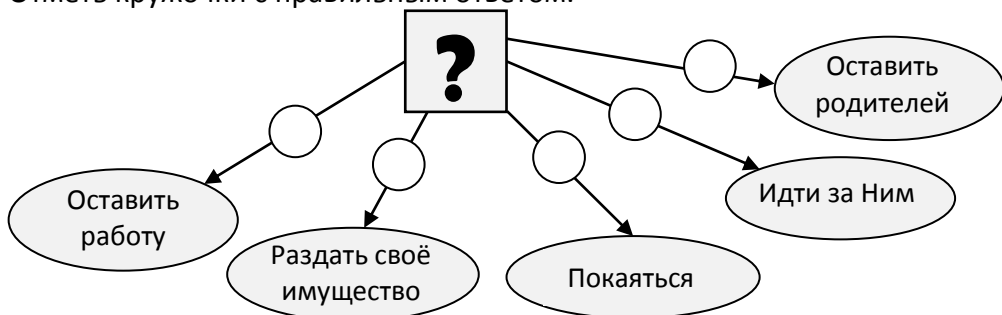 Отметь кружочки с правильным ответом.
?
Оставить
родителей
Идти за Ним
Оставить
работу
Раздать своё
имущество
Покаяться